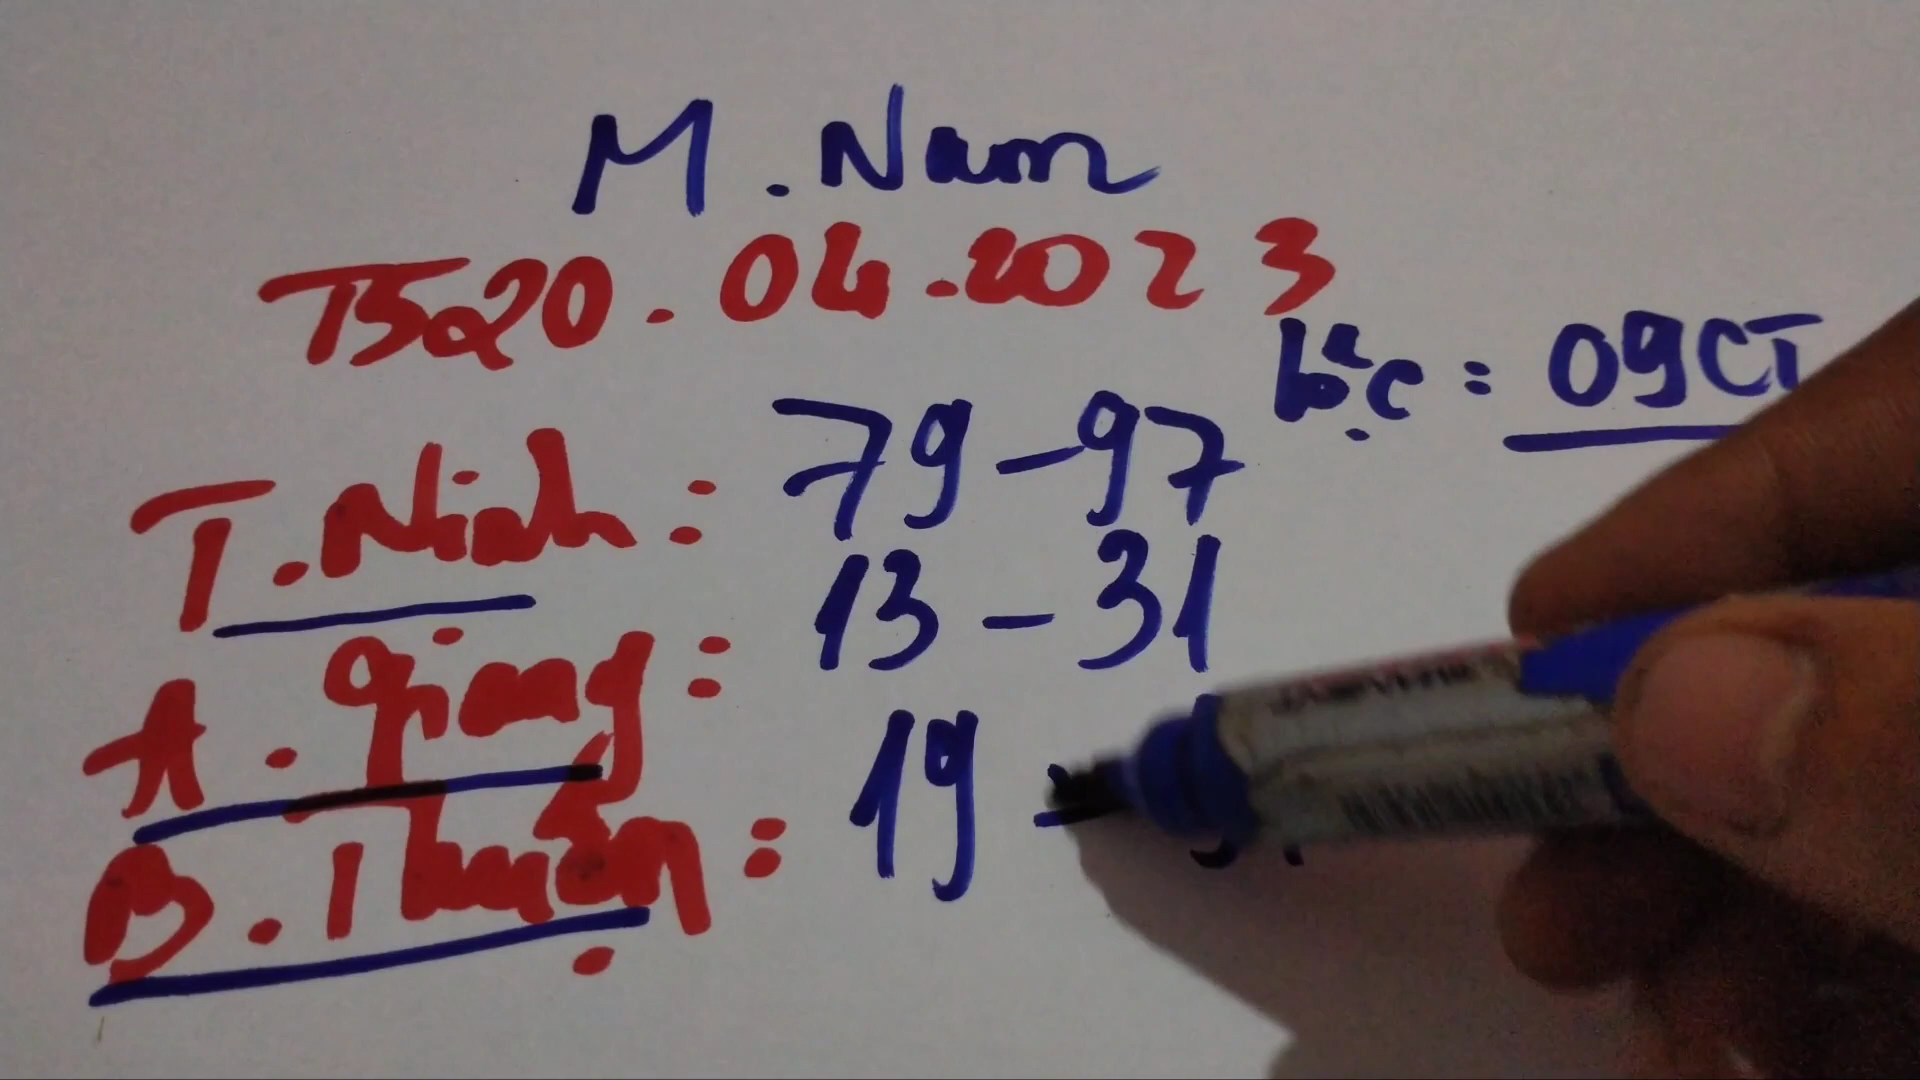 M.Nam
T5 20.04.2023
bạc: 09CT
T.Ninh: 79-97
A.Giang: 13-31
B.Thuận: 19-